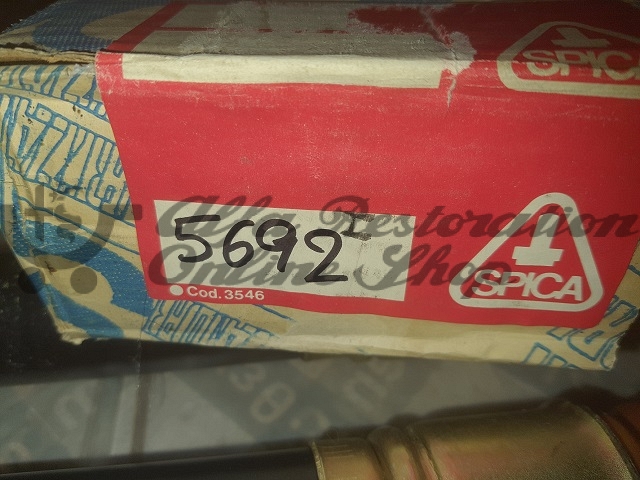 SPICA
5692
Cod. 3546
SPICA
Alfa Restoration
Online Shop